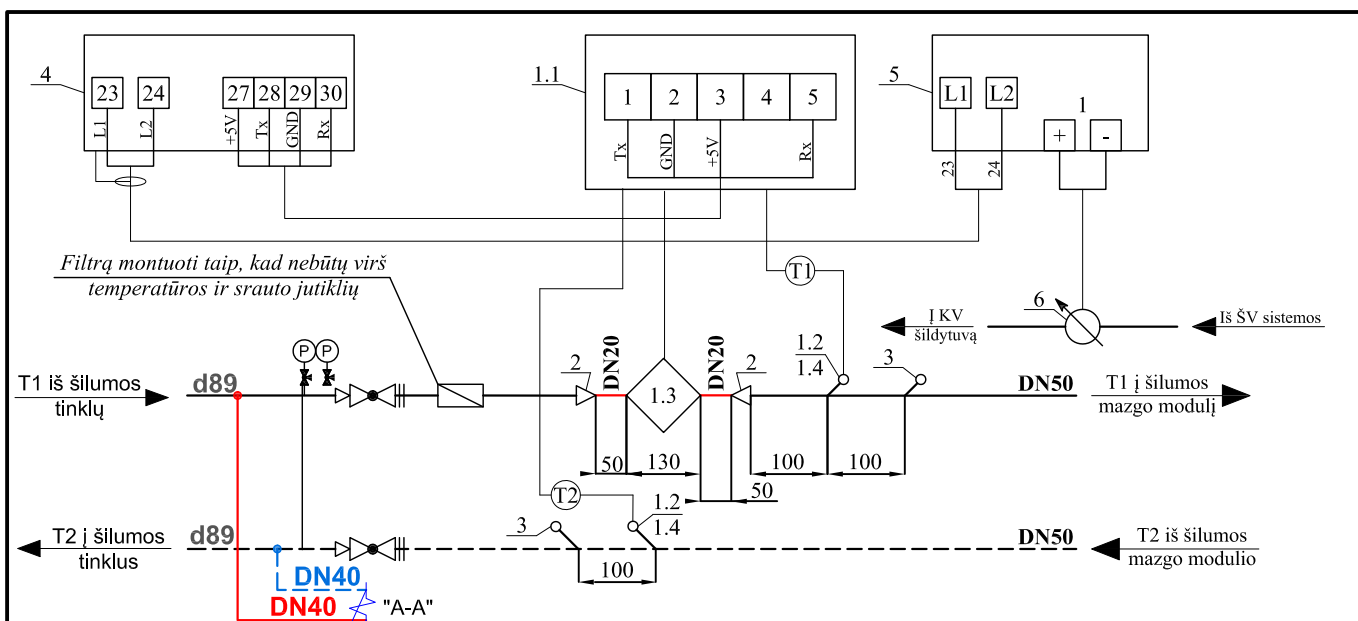 4
23
24
27
28
29
30
L1
L2
+5V
Tx
GND
Rx
1.1
1
2
3
4
5
Tx
GND
+5V
Rx
5
L1
L2
1
+
-
23
24
Filtrą montuoti taip, kad nebūtų virš
temperatūros ir srauto jutiklių
T1
6
Į KV
šildytuvą
Iš ŠV sistemos
P
P
T1 iš šilumos
tinklų
d89
2
DN20
1.3
DN20
2
1.2
1.4
3
DN50
T1 į šilumos
mazgo modulį
50
130
100
100
50
T2
1.2
1.4
3
T2 į šilumos
tinklus
d89
DN50
T2 iš šilumos
mazgo modulio
100
DN40
DN40
"A-A"